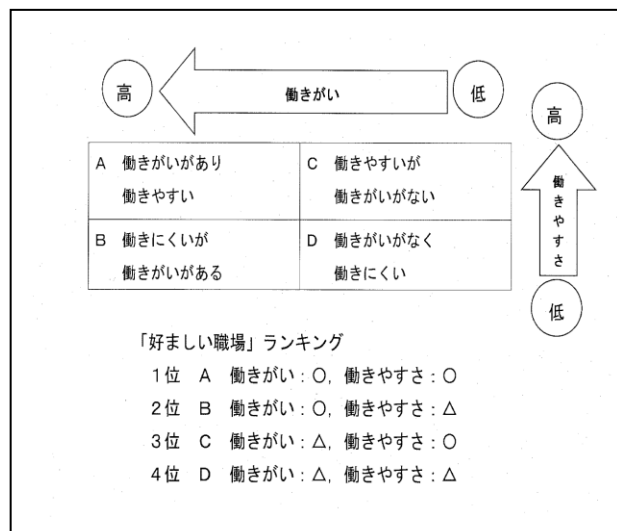 高
働きがい
低
高
働きやすさ
低
A 働きがいがあり
働きやすい
C 働きやすいが
働きがいがない
B 働きにくいが
働きがいがある
D 働きがいがなく
働きにくい
「好ましい職場」ランキング
1位 A 働きがい：○，働きやすさ：○
2位 B 働きがい：○，働きやすさ：△
3位 C 働きがい：△，働きやすさ：○
4位 D 働きがい：△，働きやすさ：△